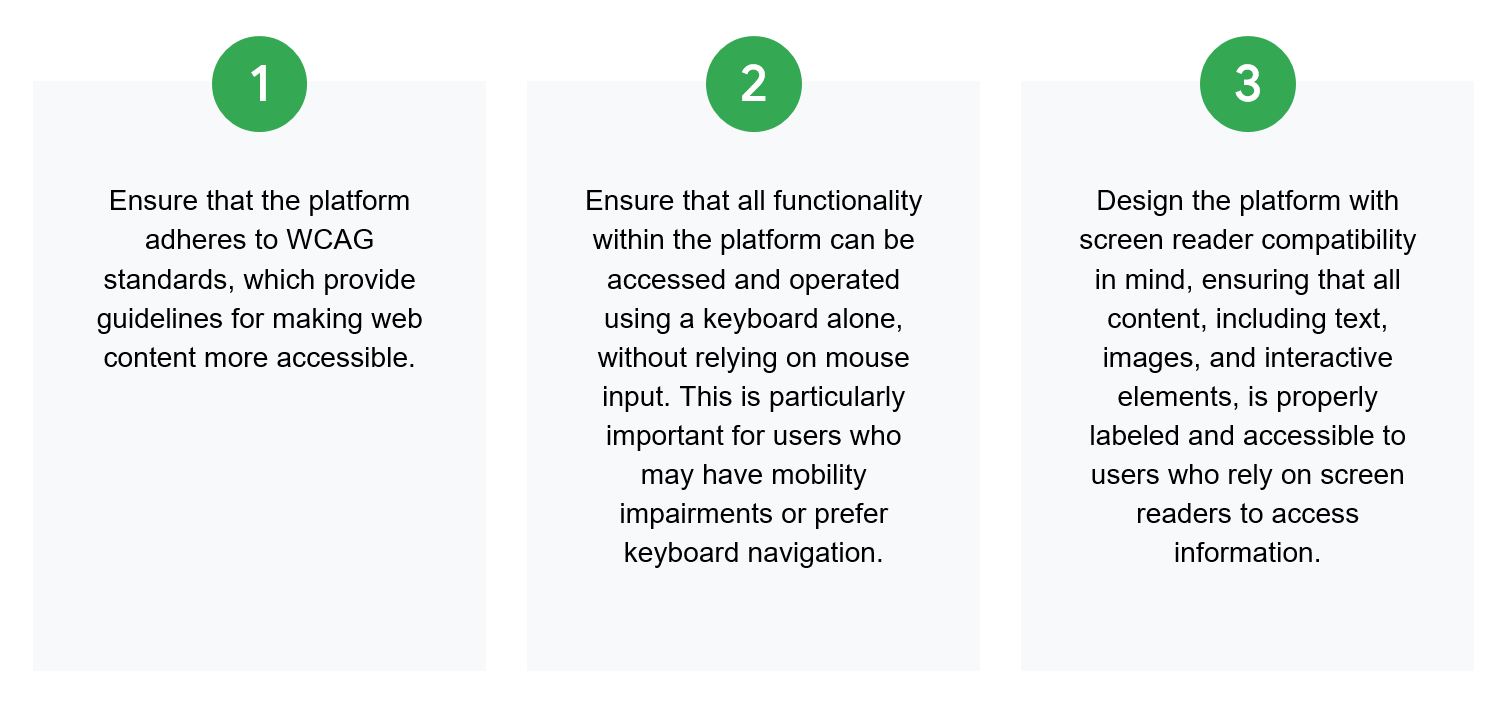 1
Ensure that the platform
adheres to WCAG
standards, which provide
guidelines for making web
content more accessible.
2
Ensure that all functionality
within the platform can be
accessed and operated
using a keyboard alone,
without relying on mouse
input. This is particularly
important for users who
may have mobility
impairments or prefer
keyboard navigation.
3
Design the platform with
screen reader compatibility
in mind, ensuring that all
content, including text,
images, and interactive
elements, is properly
labeled and accessible to
users who rely on screen
readers to access
information.